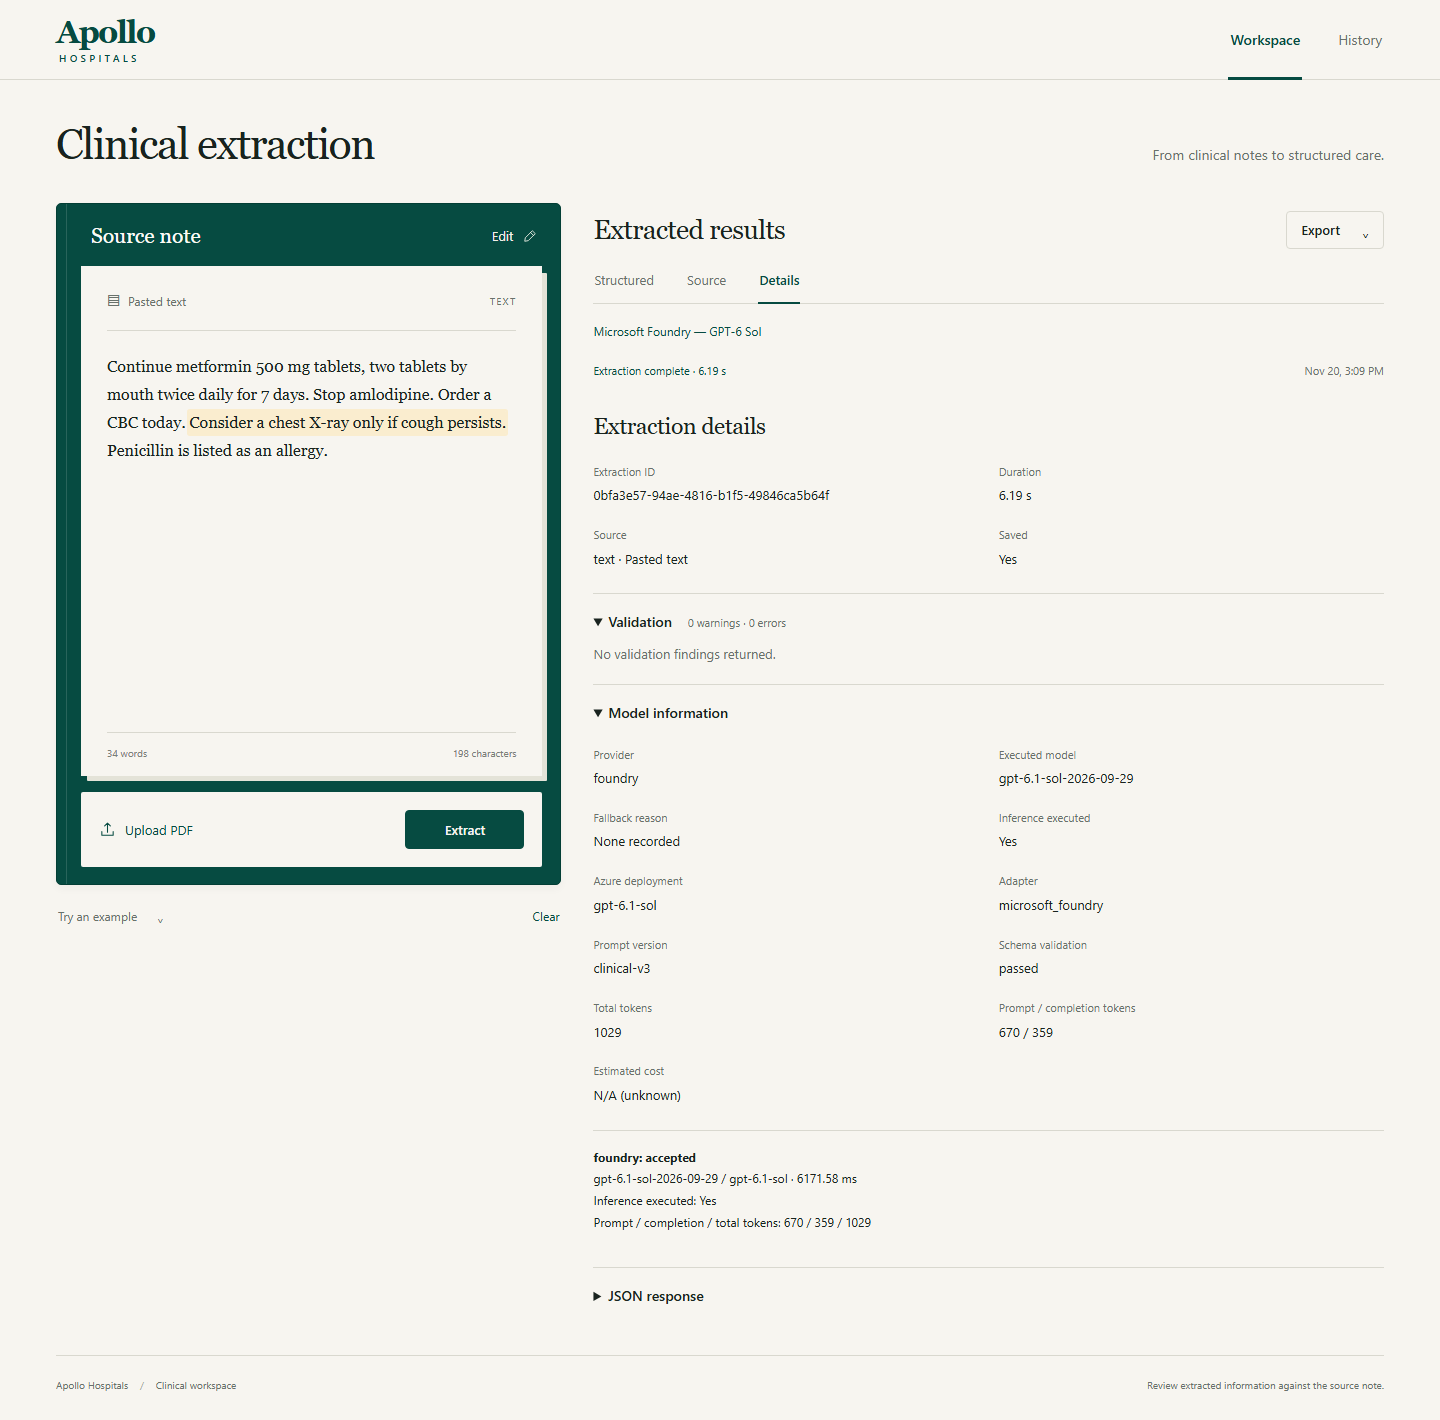 Apollo
HOSPITALS
Workspace
History
Clinical extraction
From clinical notes to structured care.
Source note
Edit
Pasted text
TEXT
Continue metformin 500 mg tablets, two tablets by
mouth twice daily for 7 days. Stop amlodipine. Order a
CBC today. Consider a chest X-ray only if cough persists.
Penicillin is listed as an allergy.
34 words
198 characters
Upload PDF
Extract
Try an example
Clear
Extracted results
Export
Structured
Source
Details
Microsoft Foundry — GPT-6 Sol
Extraction complete · 6.19 s
Nov 20, 3:09 PM
Extraction details
Extraction ID
0bfa3e57-94ae-4816-b1f5-49846ca5b64f
Duration
6.19 s
Source
text · Pasted text
Saved
Yes
Validation
0 warnings · 0 errors
No validation findings returned.
Model information
Provider
foundry
Executed model
gpt-6.1-sol-2026-09-29
Fallback reason
None recorded
Inference executed
Yes
Azure deployment
gpt-6.1-sol
Adapter
microsoft_foundry
Prompt version
clinical-v3
Schema validation
passed
Total tokens
1029
Prompt / completion tokens
670 / 359
Estimated cost
N/A (unknown)
foundry: accepted
gpt-6.1-sol-2026-09-29 / gpt-6.1-sol · 6171.58 ms
Inference executed: Yes
Prompt / completion / total tokens: 670 / 359 / 1029
JSON response
Apollo Hospitals / Clinical workspace
Review extracted information against the source note.